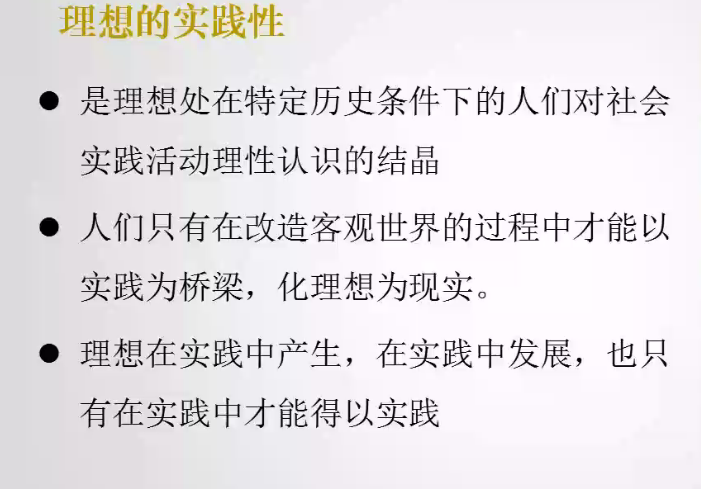 理想的实践性
● 是理想处在特定历史条件下的人们对社会
实践活动理性认识的结晶
● 人们只有在改造客观世界的过程中才能以
实践为桥梁，化理想为现实。
● 理想在实践中产生，在实践中发展，也只
有在实践中才能得以实践